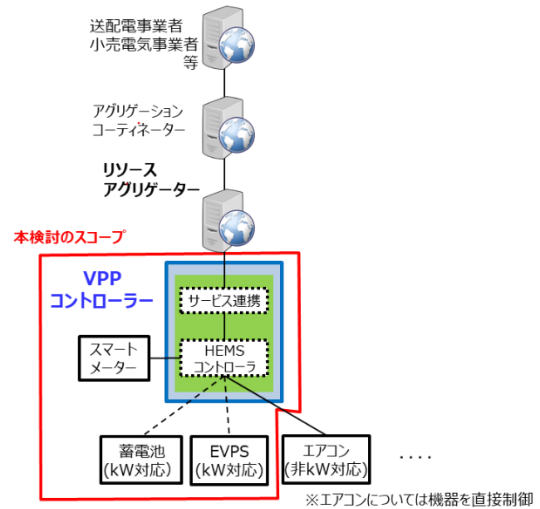 送配電事業者
小売電気事業者
等
アグリゲーション
コーティネーター
リソース
アグリゲーター
本検討のスコープ
VPP
コントローラー
サービス連携
スマート
メーター
HEMS
コントローラ
蓄電池
(kW対応)
EVPS
(kW対応)
エアコン
(非kW対応)
····
※エアコンについては機器を直接制御